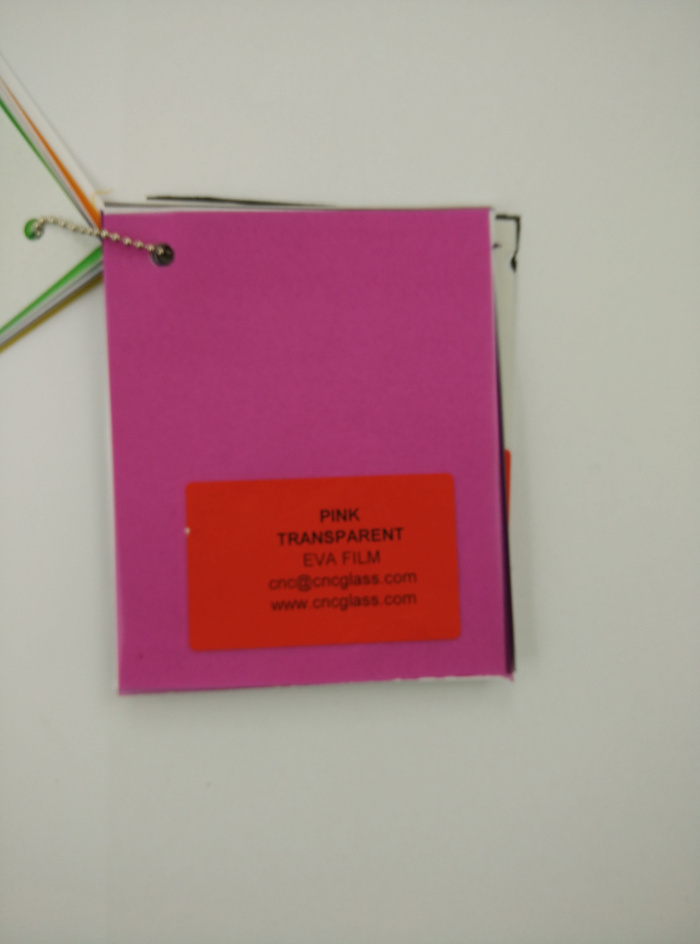 PINK
TRANSPARENT
EVA FILM
cnc@cncglass.com
www.cncglass.com